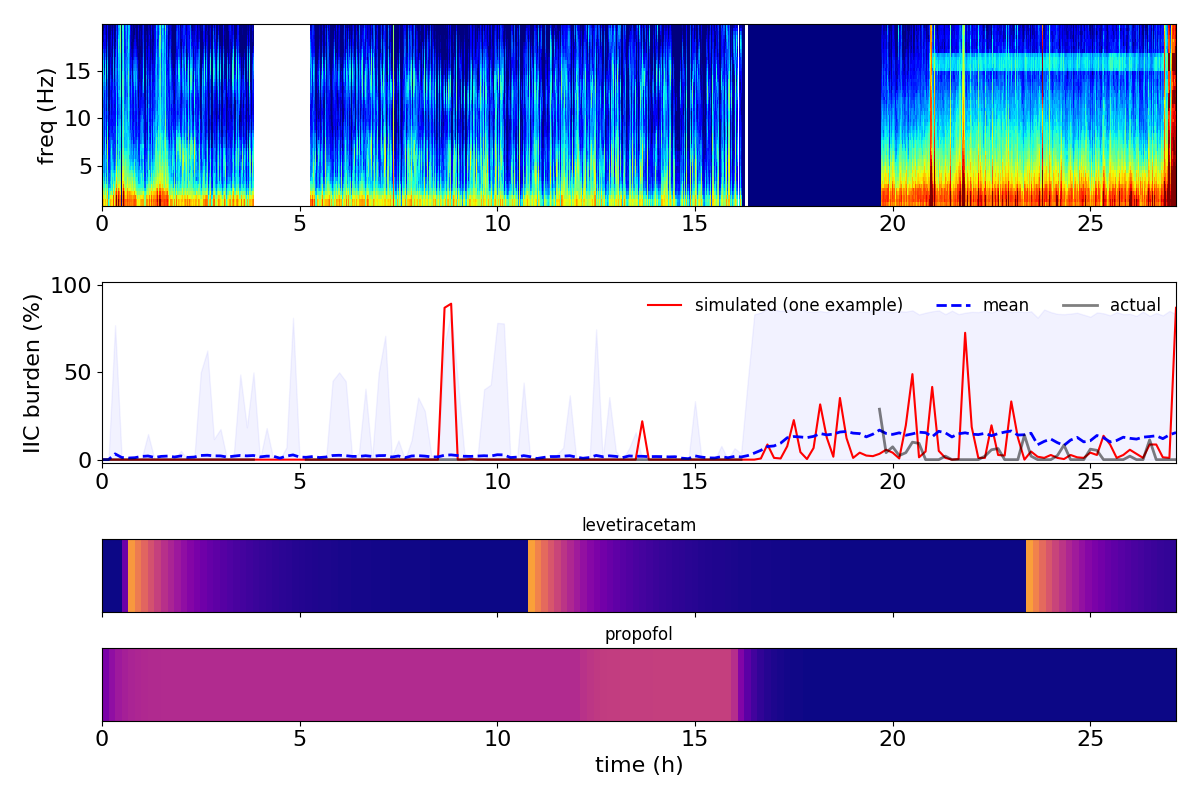 15
10
5
freq (Hz)
0 5 10 15 20 25
100
50
0
IIC burden (%)
simulated (one example) mean actual
0 5 10 15 20 25
levetiracetam
propofol
0 5 10 15 20 25
time (h)